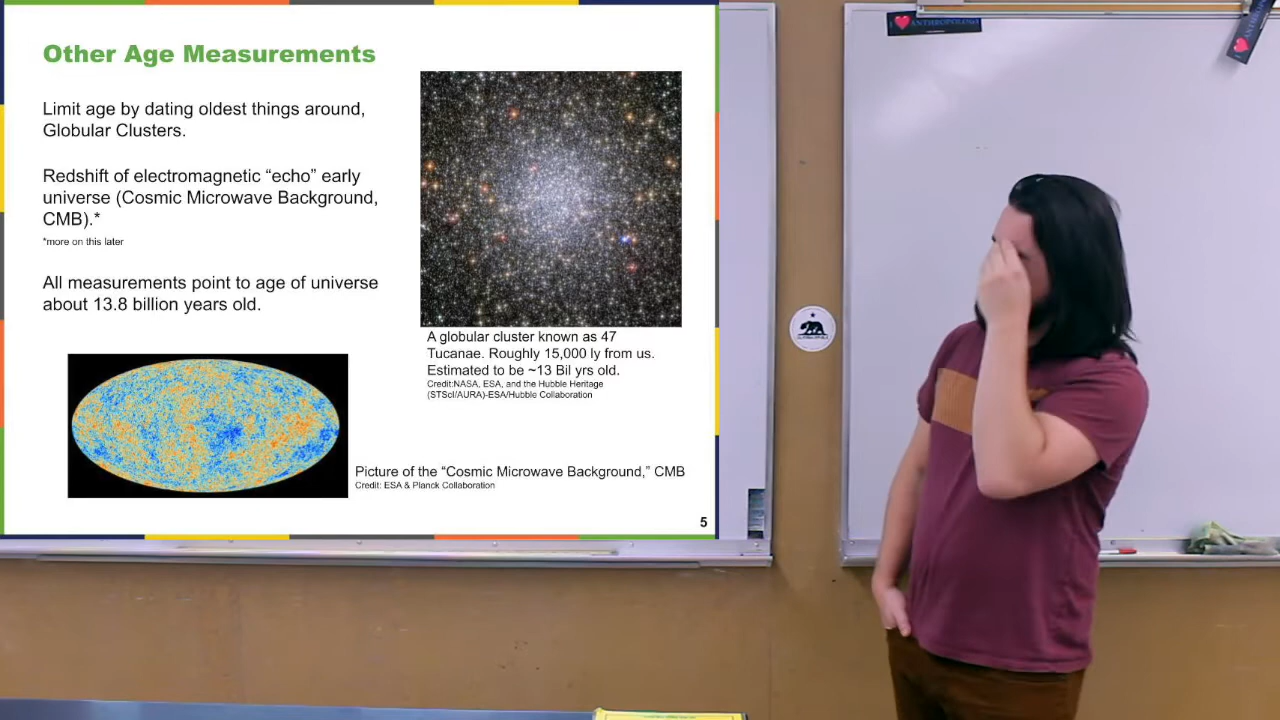 Other Age Measurements
Limit age by dating oldest things around,
Globular Clusters.
Redshift of electromagnetic “echo” early
universe (Cosmic Microwave Background,
CMB).*
*more on this later
All measurements point to age of universe
about 13.8 billion years old.
A globular cluster known as 47
Tucanae. Roughly 15,000 ly from us.
Estimated to be ~13 Bil yrs old.
Credit:NASA, ESA, and the Hubble Heritage
(STScI/AURA)-ESA/Hubble Collaboration
Picture of the “Cosmic Microwave Background,” CMB
Credit: ESA & Planck Collaboration
5
I ❤ ANTHROPOLOGY